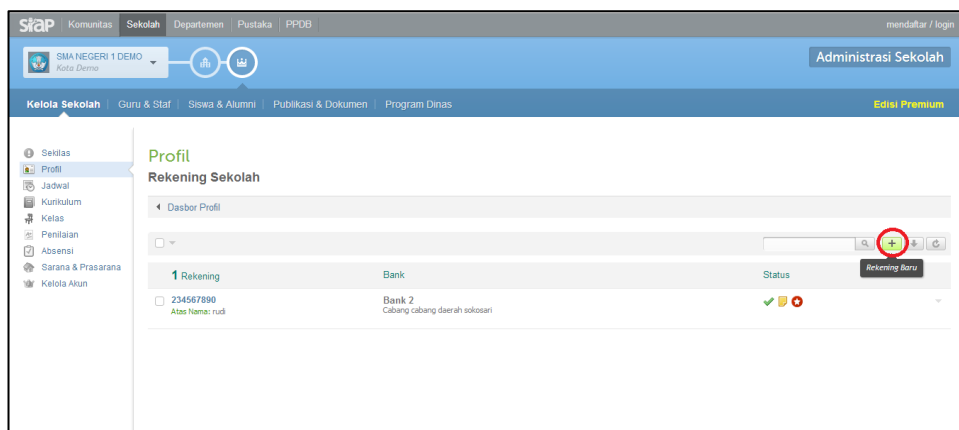 siap Komunitas Sekolah Departemen Pustaka PPDB mendaftar / login
SMA NEGERI 1 DEMO
Kota Demo
Administrasi Sekolah
Kelola Sekolah Guru & Staf Siswa & Alumni Publikasi & Dokumen Program Dinas Edisi Premium
Sekilas
Profil
Jadwal
Kurikulum
Kelas
Penilaian
Absensi
Sarana & Prasarana
Kelola Akun
Profil
Rekening Sekolah
Dasbor Profil
Rekening Baru
1 Rekening Bank Status
234567890 Bank 2
Atas Nama: rudi Cabang cabang daerah sokosari